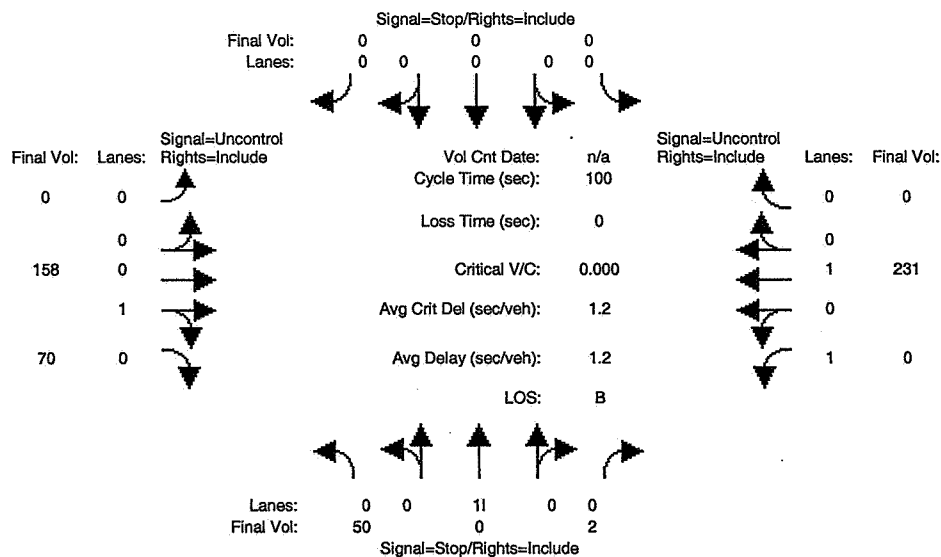 Signal=Stop/Rights=Include
Final Vol: 0 0 0
Lanes: 0 0 0 0 0
Signal=Uncontrol Signal=Uncontrol
Final Vol: Lanes: Rights=Include Vol Cnt Date: n/a Rights=Include Lanes: Final Vol:
Cycle Time (sec): 100
0 0 0 0
Loss Time (sec): 0
0 0
158 0 Critical V/C: 0.000 1 231
1 Avg Crit Del (sec/veh): 1.2 0
70 0 Avg Delay (sec/veh): 1.2 1 0
LOS: B
Lanes: 0 0 1! 0 0
Final Vol: 50 0 2
Signal=Stop/Rights=Include